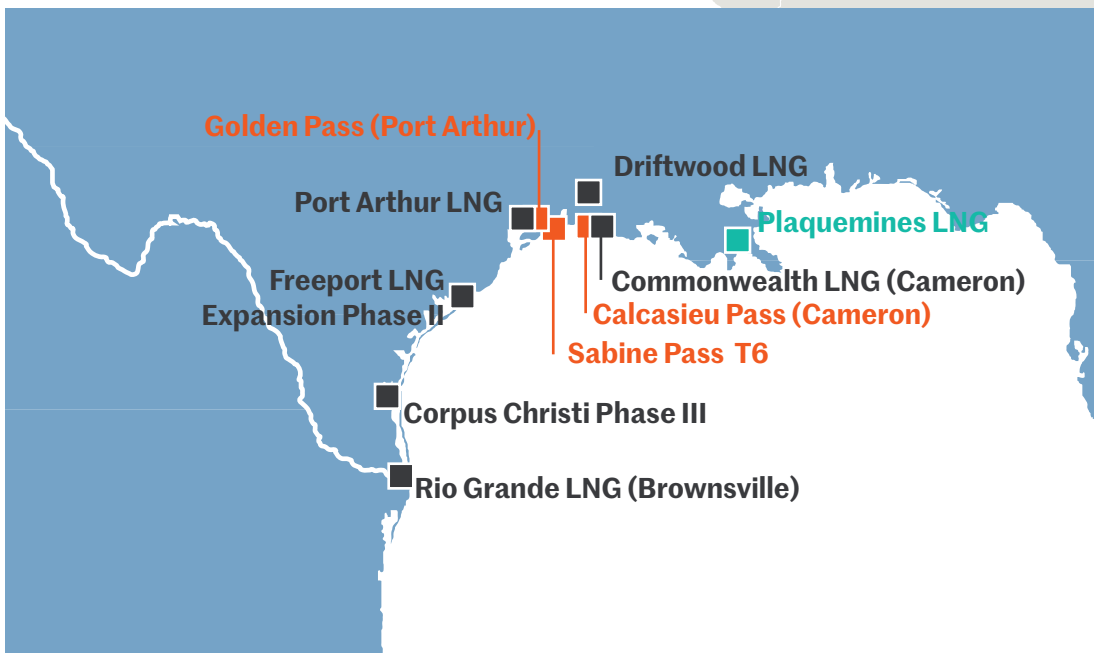 Golden Pass (Port Arthur)
Driftwood LNG
Port Arthur LNG
Plaquemines LNG
Freeport LNG
Expansion Phase II
Commonwealth LNG (Cameron)
Calcasieu Pass (Cameron)
Sabine Pass T6
Corpus Christi Phase III
Rio Grande LNG (Brownsville)